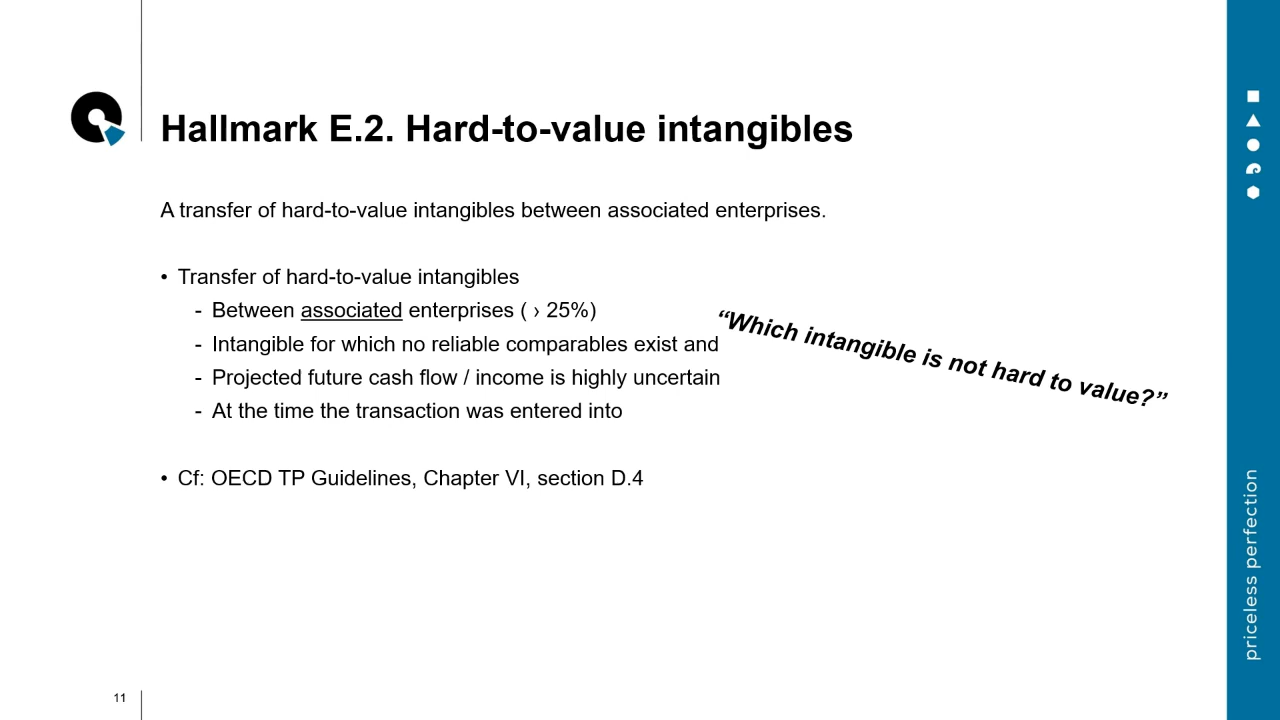 Hallmark E.2. Hard-to-value intangibles
A transfer of hard-to-value intangibles between associated enterprises.
• Transfer of hard-to-value intangibles
- Between associated enterprises ( › 25%)
- Intangible for which no reliable comparables exist and
- Projected future cash flow / income is highly uncertain
- At the time the transaction was entered into
“Which intangible is not hard to value?”
• Cf: OECD TP Guidelines, Chapter VI, section D.4
priceless perfection
11